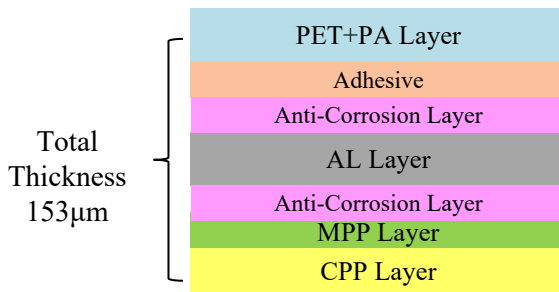 PET+PA Layer
Adhesive
Anti-Corrosion Layer
AL Layer
Anti-Corrosion Layer
MPP Layer
CPP Layer
Total
Thickness
153μm